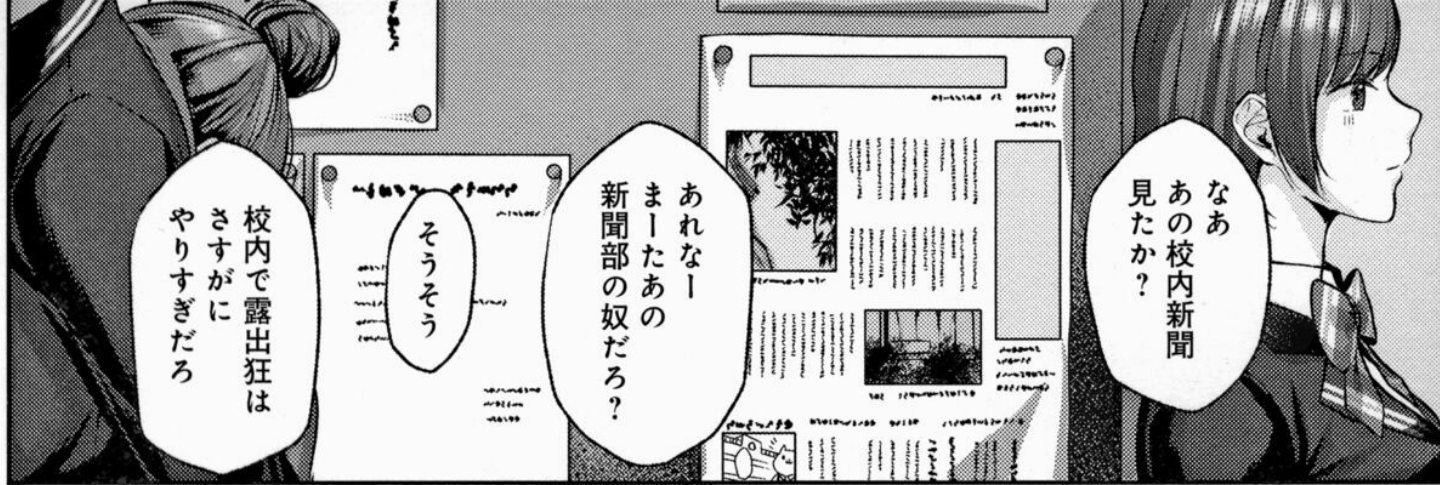 なあ
あの校内新聞
見たか？
あれなー
まーたあの
新聞部の奴だろ？
そうそう
校内で露出狂は
さすがに
やりすぎだろ